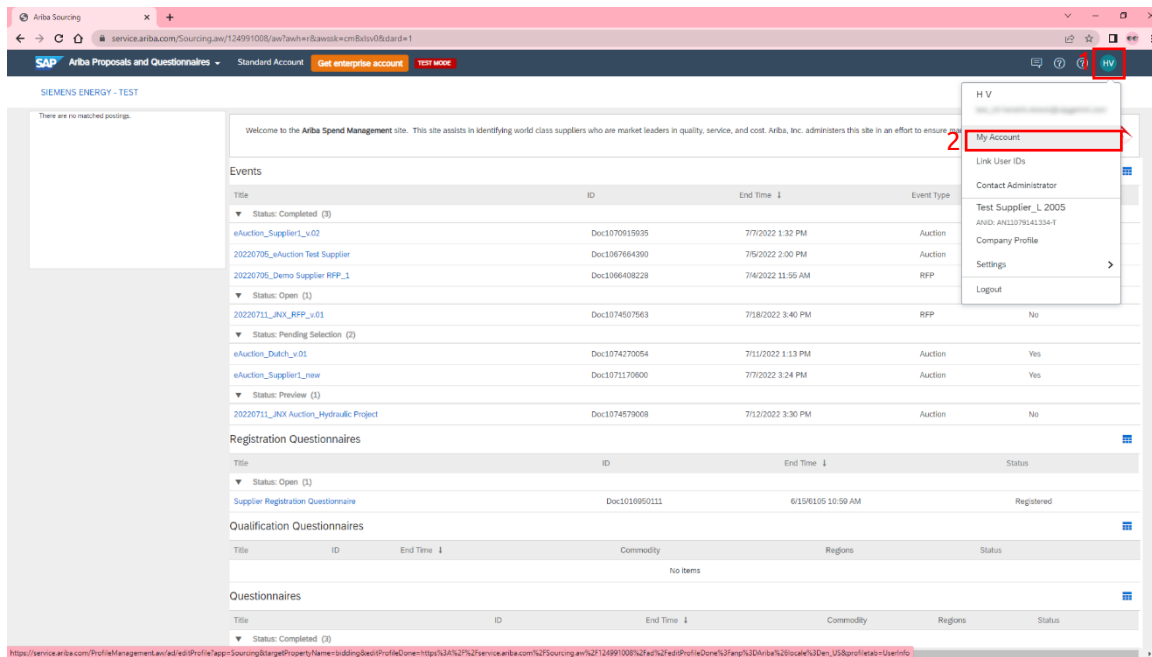 Ariba Sourcing
service.ariba.com/Sourcing.aw/124991008/aw?awh=r&awssk=cmBxlsv0&dard=1
SAP Ariba Proposals and Questionnaires Standard Account Get enterprise account TEST MODE
1
HV
SIEMENS ENERGY - TEST
There are no matched postings.
Welcome to the Ariba Spend Management site. This site assists in identifying world class suppliers who are market leaders in quality, service, and cost. Ariba, Inc. administers this site in an effort to ensure
H V
2
My Account
Link User IDs
Contact Administrator
Test Supplier_L 2005
ANID: AN11079141334-T
Company Profile
Settings
Logout
Events
Title ID End Time ↓ Event Type
Status: Completed (3)
eAuction_Supplier1_v.02 Doc1070915935 7/7/2022 1:32 PM Auction
20220705_eAuction Test Supplier Doc1067664390 7/5/2022 2:00 PM Auction
20220705_Demo Supplier RFP_1 Doc1066408228 7/4/2022 11:55 AM RFP
Status: Open (1)
20220711_JNX_RFP_v.01 Doc1074507563 7/18/2022 3:40 PM RFP No
Status: Pending Selection (2)
eAuction_Dutch_v.01 Doc1074270054 7/11/2022 1:13 PM Auction Yes
eAuction_Supplier1_new Doc1071170600 7/7/2022 3:24 PM Auction Yes
Status: Preview (1)
20220711_JNX Auction_Hydraulic Project Doc1074579008 7/12/2022 3:30 PM Auction No
Registration Questionnaires
Title ID End Time ↓ Status
Status: Open (1)
Supplier Registration Questionnaire Doc1016950111 6/15/6105 10:59 AM Registered
Qualification Questionnaires
Title ID End Time ↓ Commodity Regions Status
No items
Questionnaires
Title ID End Time ↓ Commodity Regions Status
Status: Completed (3)
https://service.ariba.com/ProfileManagement.aw/ad/editProfile?app=Sourcing&targetPropertyName=bidding&editProfileDone=https%3A%2F%2Fservice.ariba.com%2FSourcing.aw%2F124991008%2Fad%2FeditProfileDone%3Fanp%3DAriba%26locale%3Den_US&profiletab=UserInfo